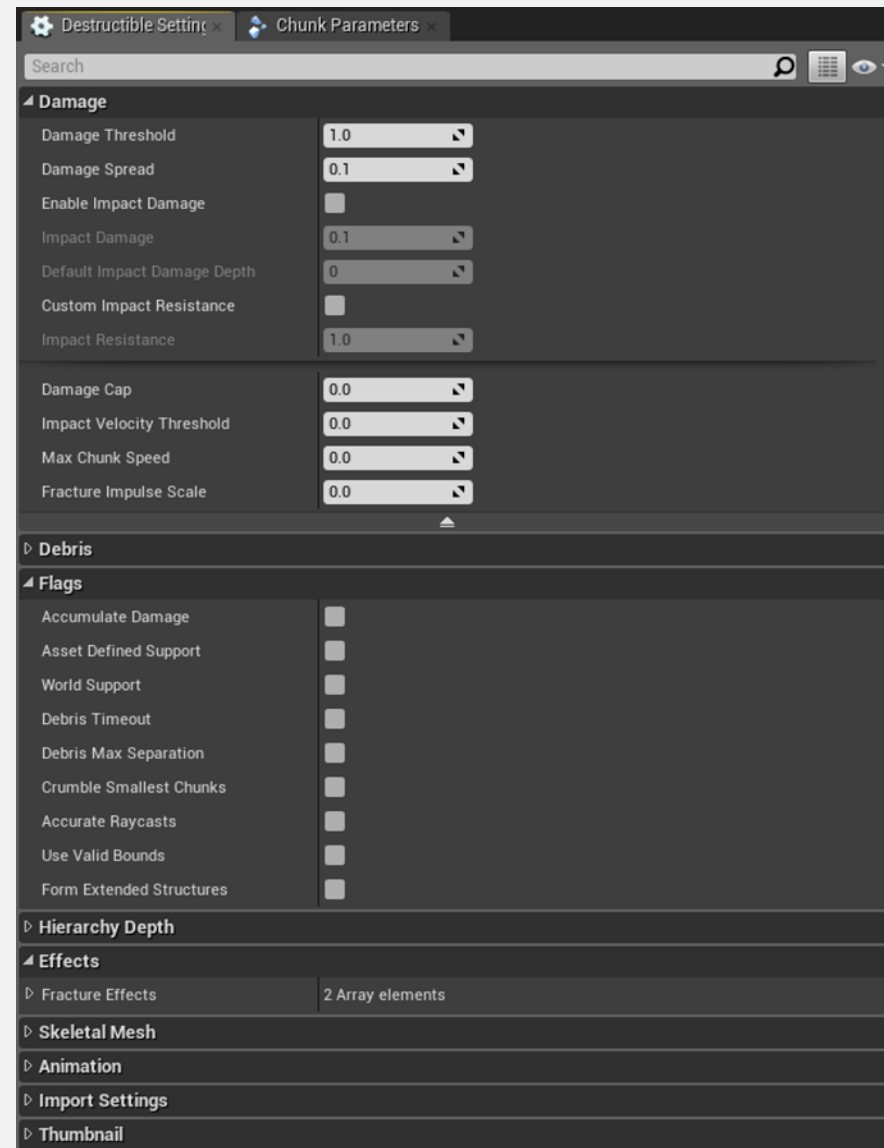 Destructible Setting Chunk Parameters
Search
Damage
Damage Threshold 1.0
Damage Spread 0.1
Enable Impact Damage
Impact Damage 0.1
Default Impact Damage Depth 0
Custom Impact Resistance
Impact Resistance 1.0
Damage Cap 0.0
Impact Velocity Threshold 0.0
Max Chunk Speed 0.0
Fracture Impulse Scale 0.0
Debris
Flags
Accumulate Damage
Asset Defined Support
World Support
Debris Timeout
Debris Max Separation
Crumble Smallest Chunks
Accurate Raycasts
Use Valid Bounds
Form Extended Structures
Hierarchy Depth
Effects
Fracture Effects 2 Array elements
Skeletal Mesh
Animation
Import Settings
Thumbnail